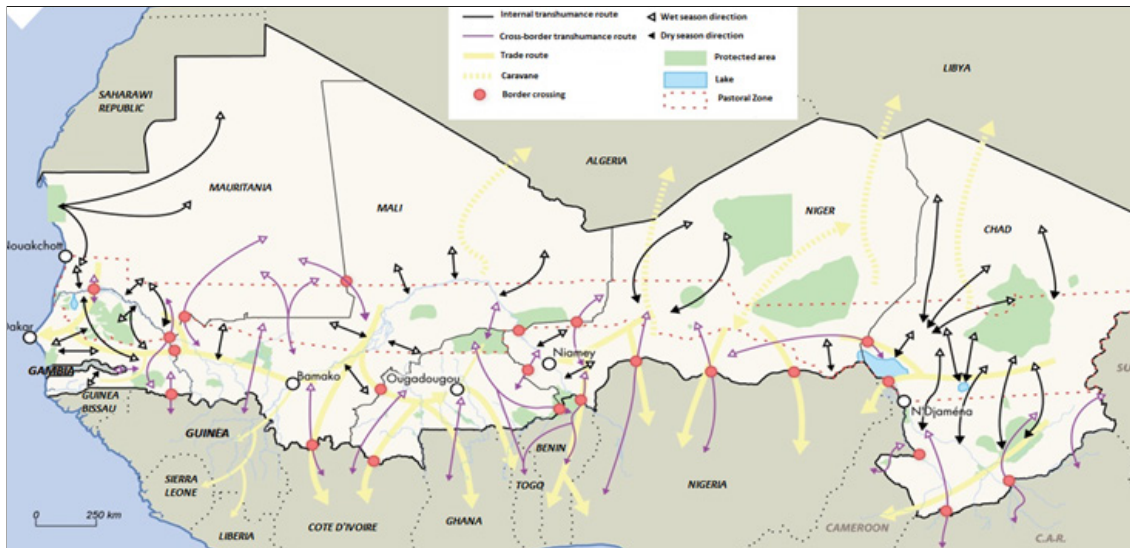 Internal transhumance route
Wet season direction
Cross-border transhumance route
Dry season direction
Trade route
Protected area
Caravane
Lake
Border crossing
Pastoral Zone
LIBYA
SAHARAWI
REPUBLIC
ALGERIA
MAURITANIA
MALI
NIGER
CHAD
Nouakchott
Dakar
GAMBIA
GUINEA
BISSAU
Bamako
Ougadougou
Niamey
N'Djaména
SU
GUINEA
BENIN
SIERRA
LEONE
TOGO
NIGERIA
LIBERIA
COTE D'IVOIRE
GHANA
CAMEROON
C.A.R.
0 250 km